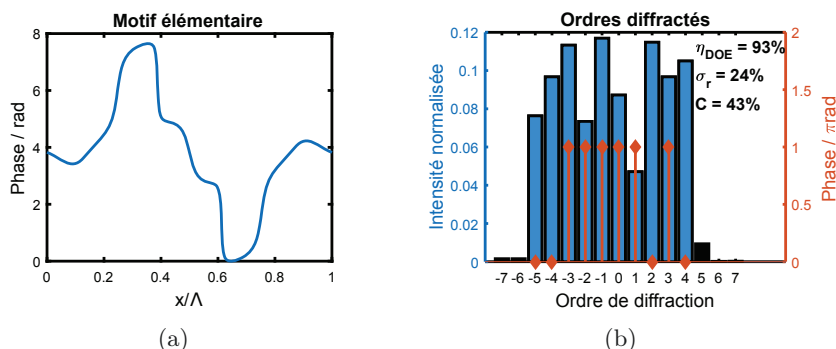 Motif élémentaire
8
6
4
2
0
Phase / rad
0 0.2 0.4 0.6 0.8 1
x/Λ
(a)
Ordres diffractés
0.12
0.1
0.08
0.06
0.04
0.02
0
Intensité normalisée
η_DOE = 93%
σ_r = 24%
C = 43%
2
1.5
1
0.5
0
Phase / πrad
-7 -6 -5 -4 -3 -2 -1 0 1 2 3 4 5 6 7
Ordre de diffraction
(b)